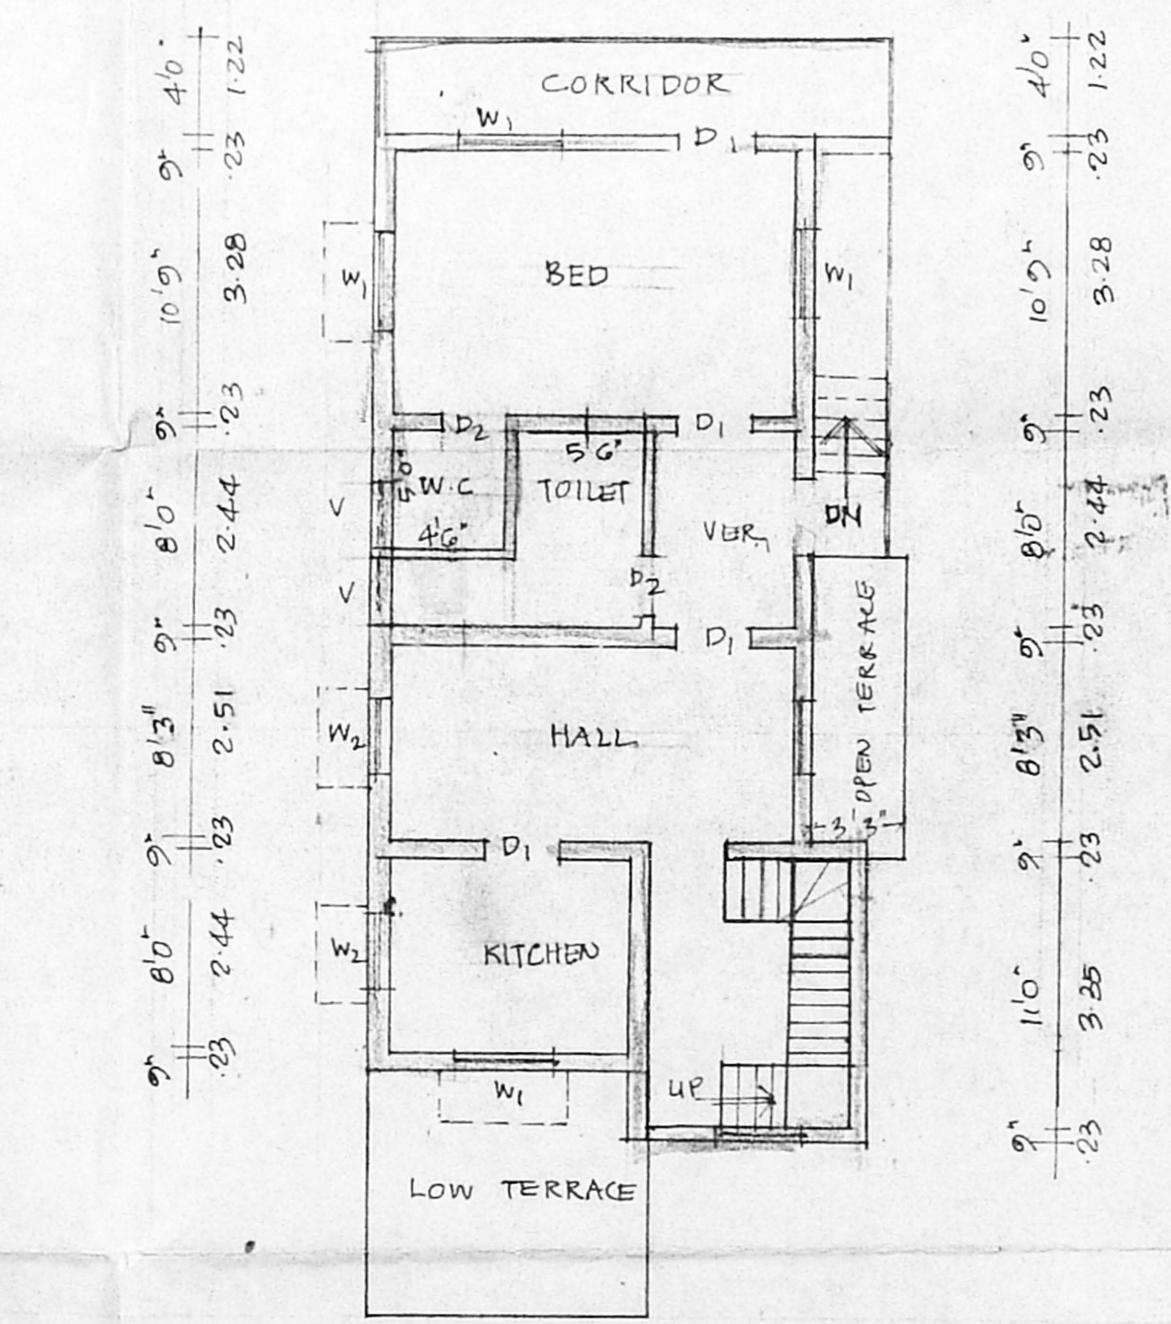 CORRIDOR
W1
D1
BED
W1
W1
D2
D1
5'6"
5'0"
W.C
TOILET
4'6"
VER
DN
V
V
D2
D1
OPEN TERRACE
3'3"
HALL
W2
D1
KITCHEN
W2
W1
UP
LOW TERRACE
4'0" 1.22
9" .23
10'9" 3.28
9" .23
8'0" 2.44
9" .23
8'3" 2.51
9" .23
8'0" 2.44
9" .23
4'0" 1.22
9" .23
10'9" 3.28
9" .23
8'0" 2.44
9" .23
8'3" 2.51
9" .23
11'0" 3.35
9" .23